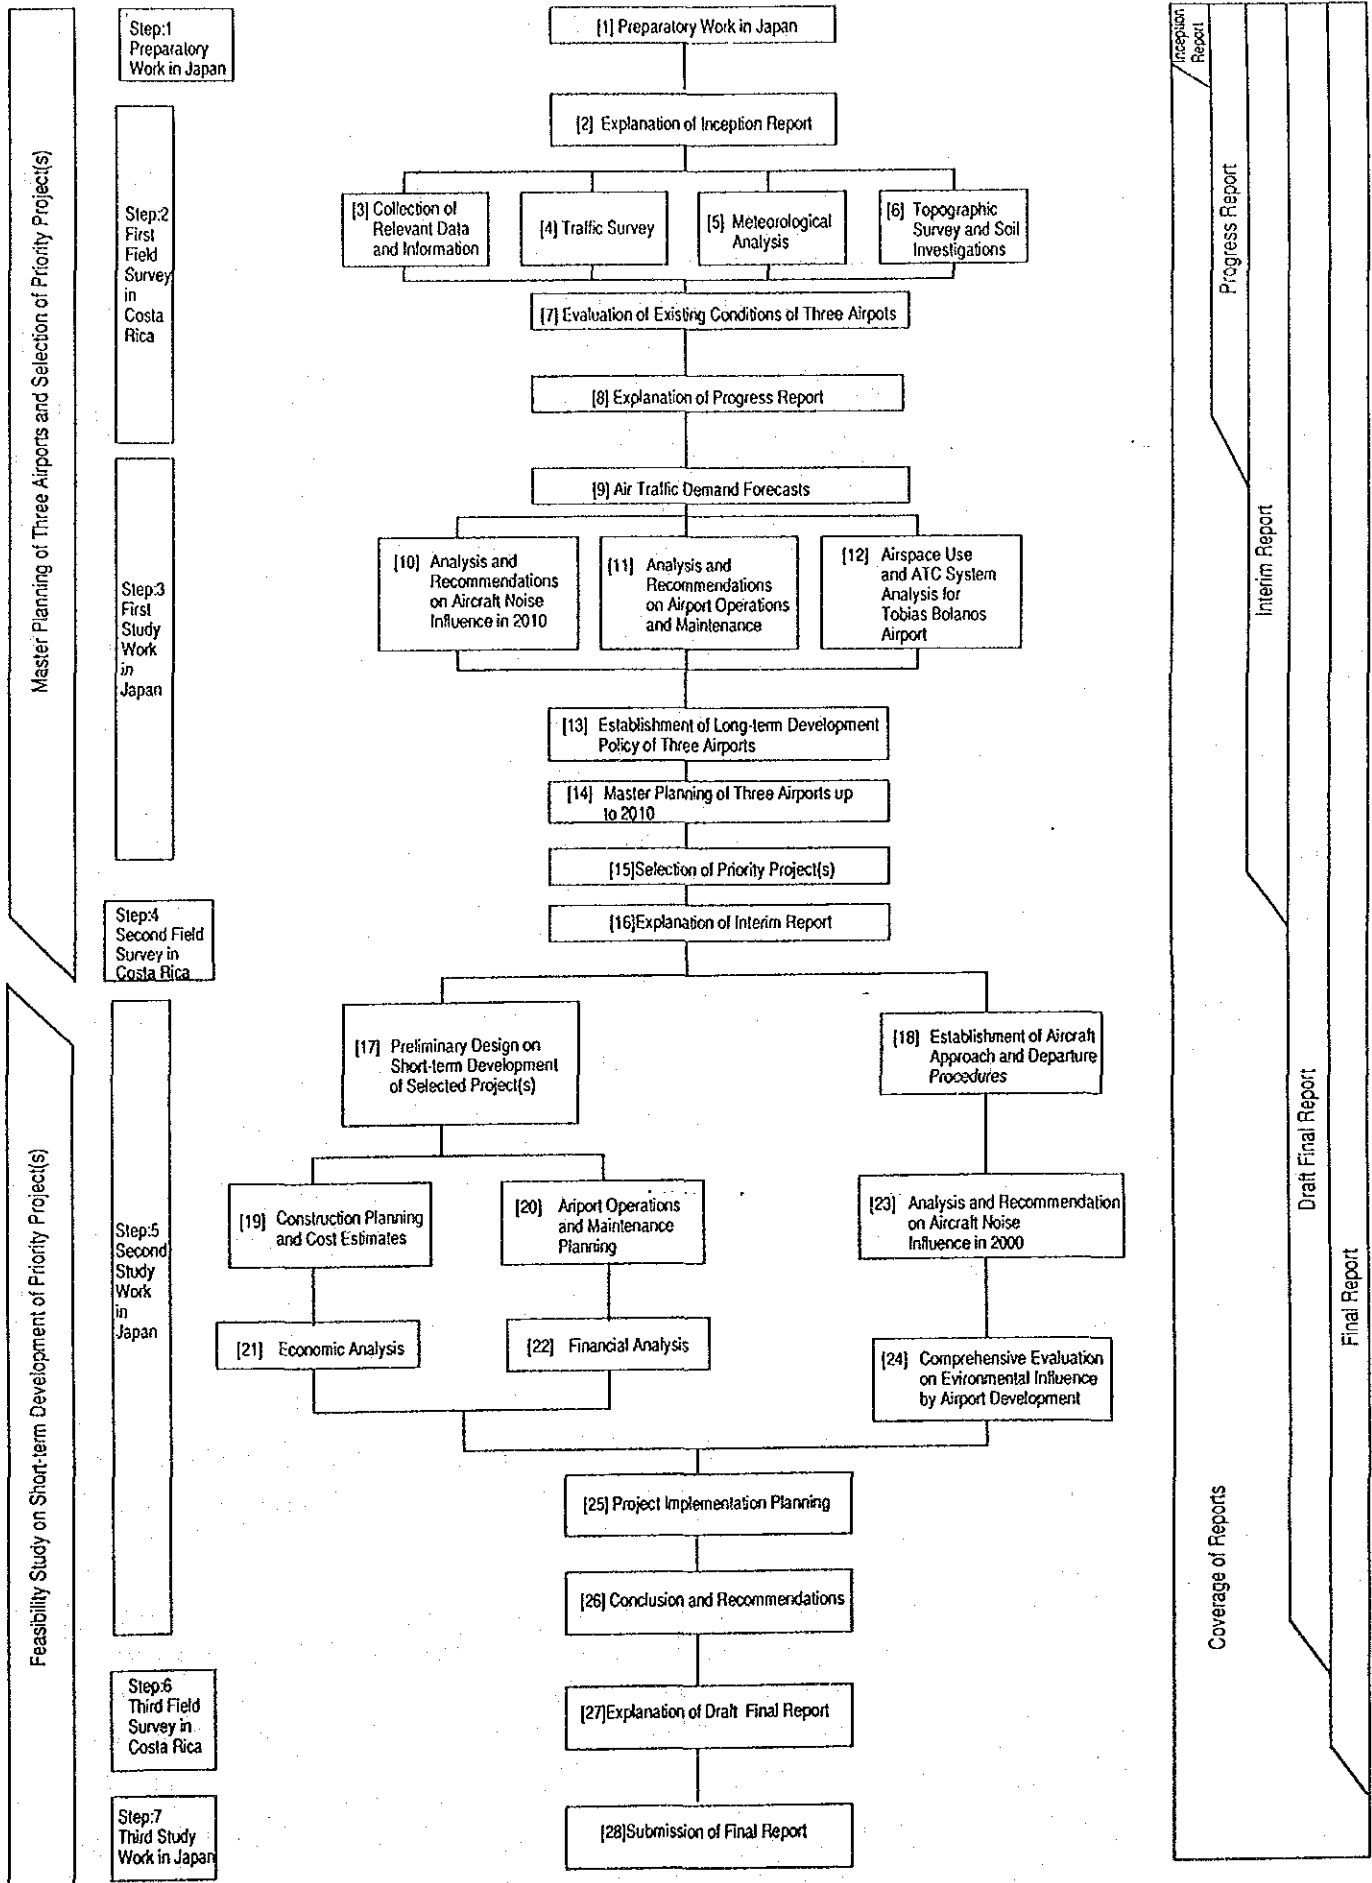 Step:1
Preparatory
Work in Japan
[1] Preparatory Work in Japan
Inception
Report
[2] Explanation of Inception Report
Master Planning of Three Airports and Selection of Priority Project(s)
Step:2
First
Field
Survey
in
Costa
Rica
[3] Collection of
Relevant Data
and Information
[4] Traffic Survey
[5] Meteorological
Analysis
[6] Topographic
Survey and Soil
Investigations
Progress Report
[7] Evaluation of Existing Conditions of Three Airpots
[8] Explanation of Progress Report
[9] Air Traffic Demand Forecasts
Step:3
First
Study
Work
in
Japan
[10] Analysis and
Recommendations
on Aircraft Noise
Influence in 2010
[11] Analysis and
Recommendations
on Airport Operations
and Maintenance
[12] Airspace Use
and ATC System
Analysis for
Tobias Bolanos
Airport
Interim Report
[13] Establishment of Long-term Development
Policy of Three Airports
[14] Master Planning of Three Airports up
to 2010
[15]Selection of Priority Project(s)
Step:4
Second Field
Survey in
Costa Rica
[16]Explanation of Interim Report
Feasibility Study on Short-term Development of Priority Project(s)
Step:5
Second
Study
Work
in
Japan
[17] Preliminary Design on
Short-term Development
of Selected Project(s)
[18] Establishment of Aircraft
Approach and Departure
Procedures
Draft Final Report
[19] Construction Planning
and Cost Estimates
[20] Ariport Operations
and Maintenance
Planning
[23] Analysis and Recommendation
on Aircraft Noise
Influence in 2000
Final Report
[21] Economic Analysis
[22] Financial Analysis
[24] Comprehensive Evaluation
on Evironmental Influence
by Airport Development
[25] Project Implementation Planning
Coverage of Reports
[26] Conclusion and Recommendations
Step:6
Third Field
Survey in
Costa Rica
[27]Explanation of Draft Final Report
Step:7
Third Study
Work in Japan
[28]Submission of Final Report